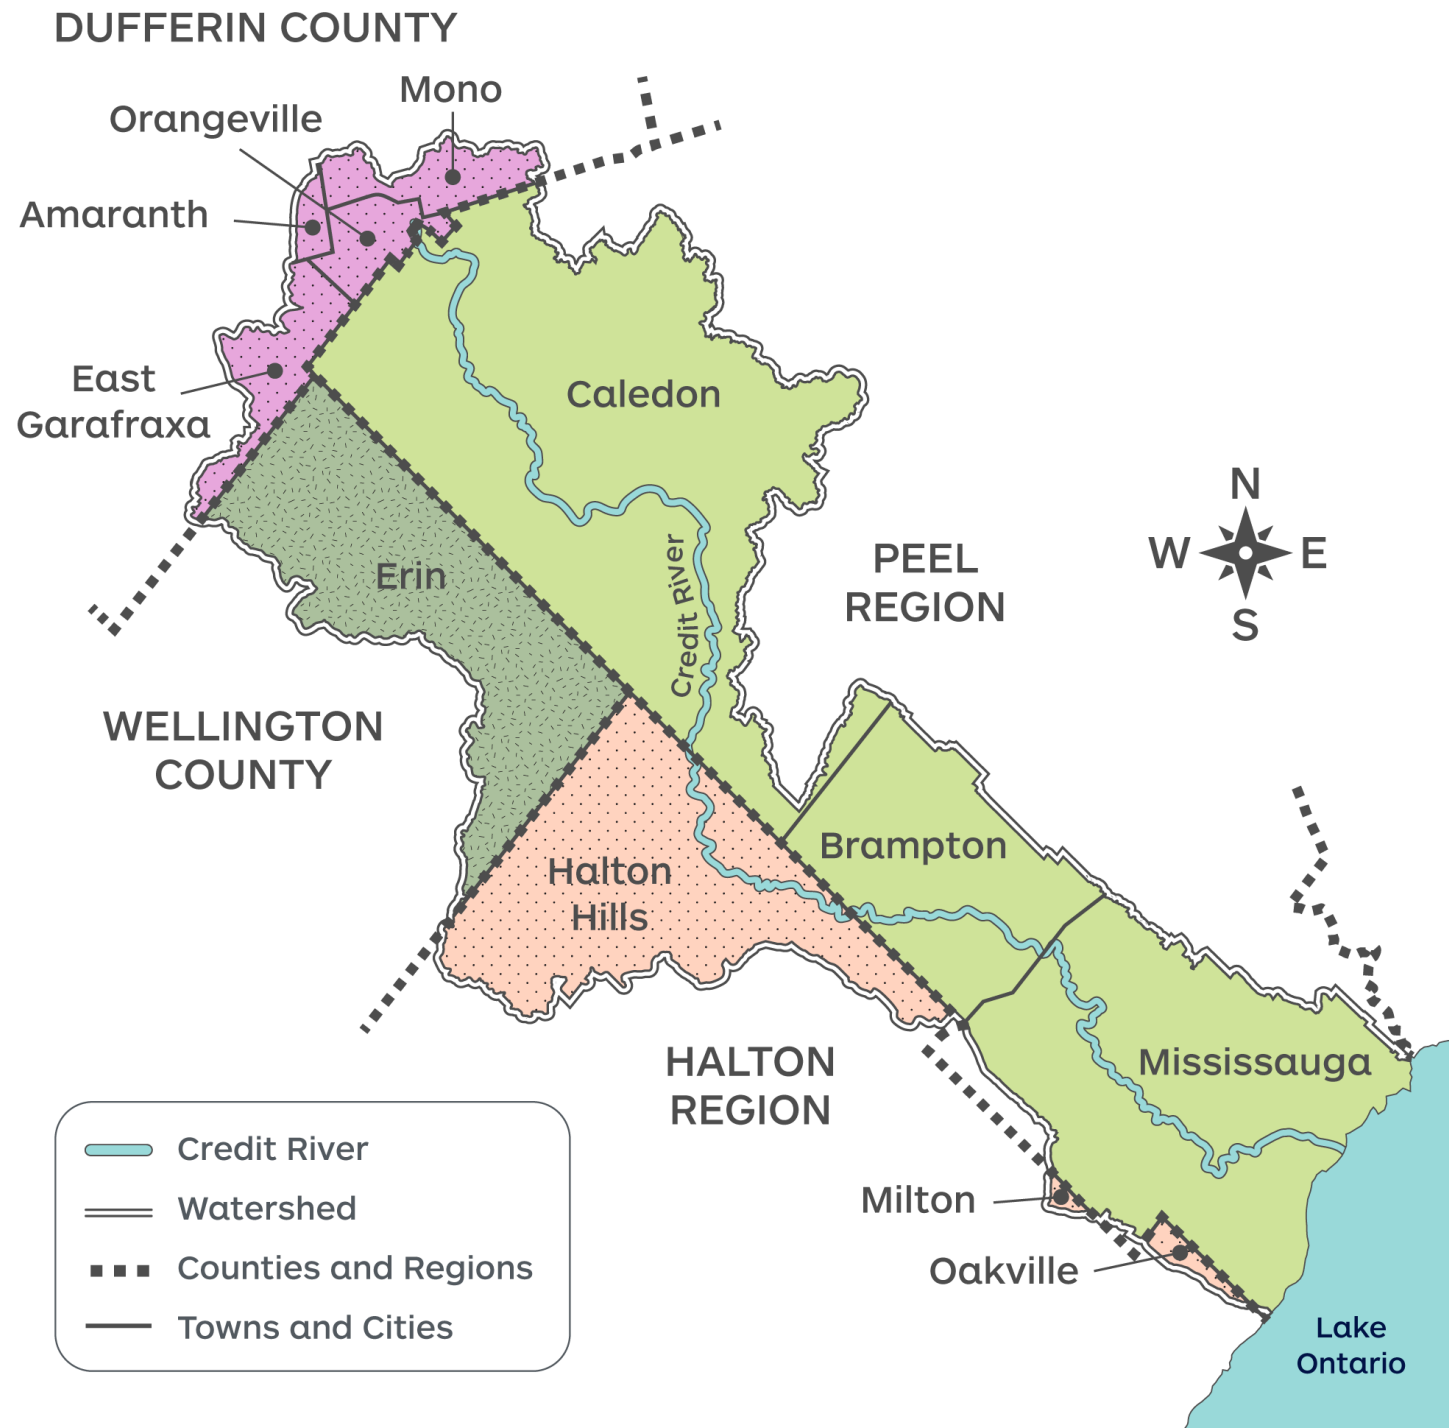 DUFFERIN COUNTY
Mono
Orangeville
Amaranth
East
Garafraxa
Caledon
N
W
E
S
PEEL
REGION
Erin
Credit River
WELLINGTON
COUNTY
Brampton
Halton
Hills
HALTON
REGION
Mississauga
Milton
Oakville
Lake
Ontario
Credit River
Watershed
Counties and Regions
Towns and Cities